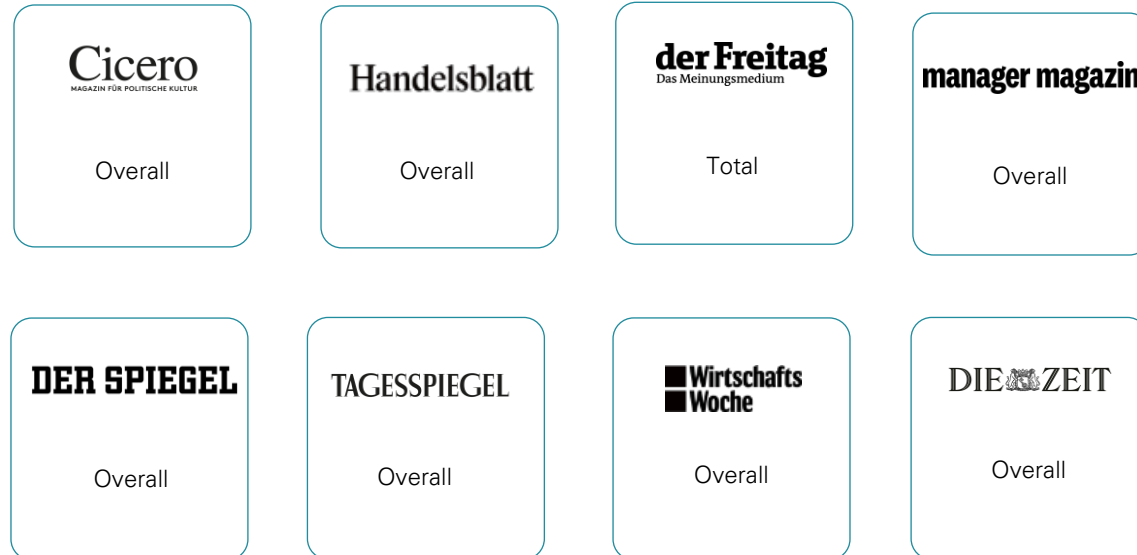 Cicero
MAGAZIN FÜR POLITISCHE KULTUR
Overall
Handelsblatt
Overall
der Freitag
Das Meinungsmedium
Total
manager magazin
Overall
DER SPIEGEL
Overall
TAGESSPIEGEL
Overall
Wirtschafts
Woche
Overall
DIE ZEIT
Overall